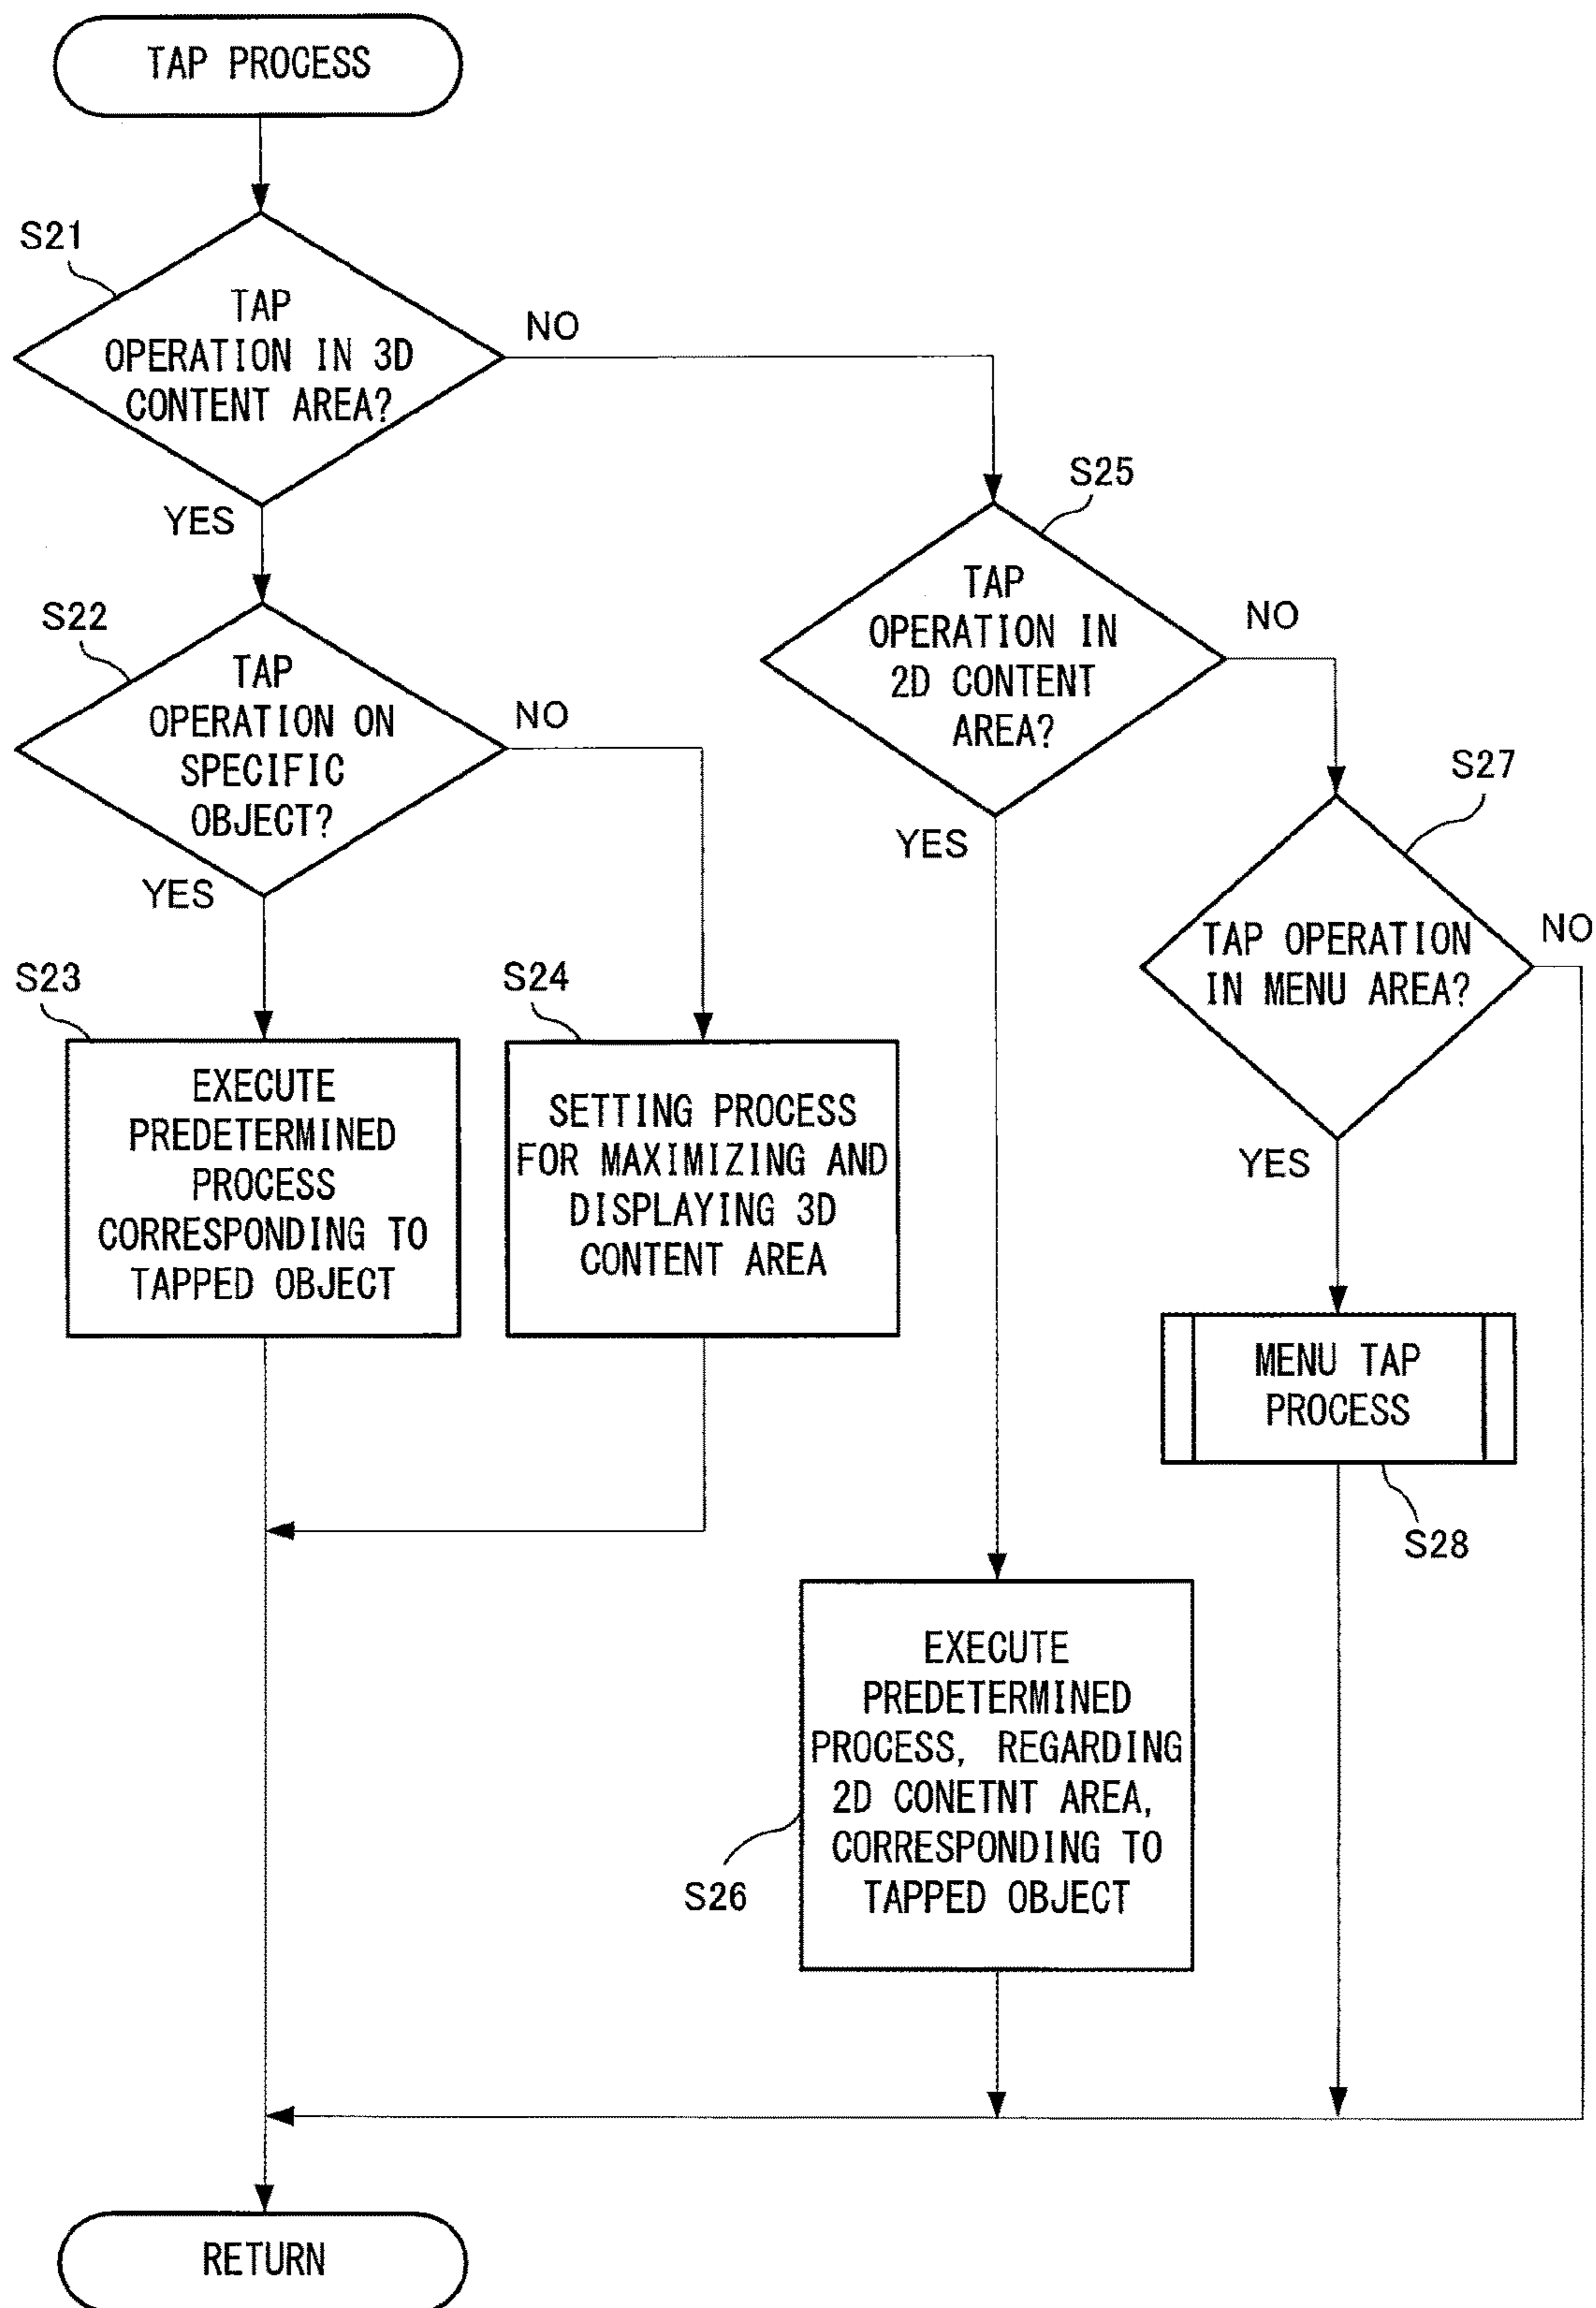 TAP PROCESS
S21
TAP
OPERATION IN 3D
CONTENT AREA?
NO
YES
S22
TAP
OPERATION ON
SPECIFIC
OBJECT?
NO
YES
S23
EXECUTE
PREDETERMINED
PROCESS
CORRESPONDING TO
TAPPED OBJECT
S24
SETTING PROCESS
FOR MAXIMIZING AND
DISPLAYING 3D
CONTENT AREA
S25
TAP
OPERATION IN
2D CONTENT
AREA?
NO
YES
S26
EXECUTE
PREDETERMINED
PROCESS, REGARDING
2D CONETNT AREA,
CORRESPONDING TO
TAPPED OBJECT
S27
TAP OPERATION
IN MENU AREA?
NO
YES
MENU TAP
PROCESS
S28
RETURN